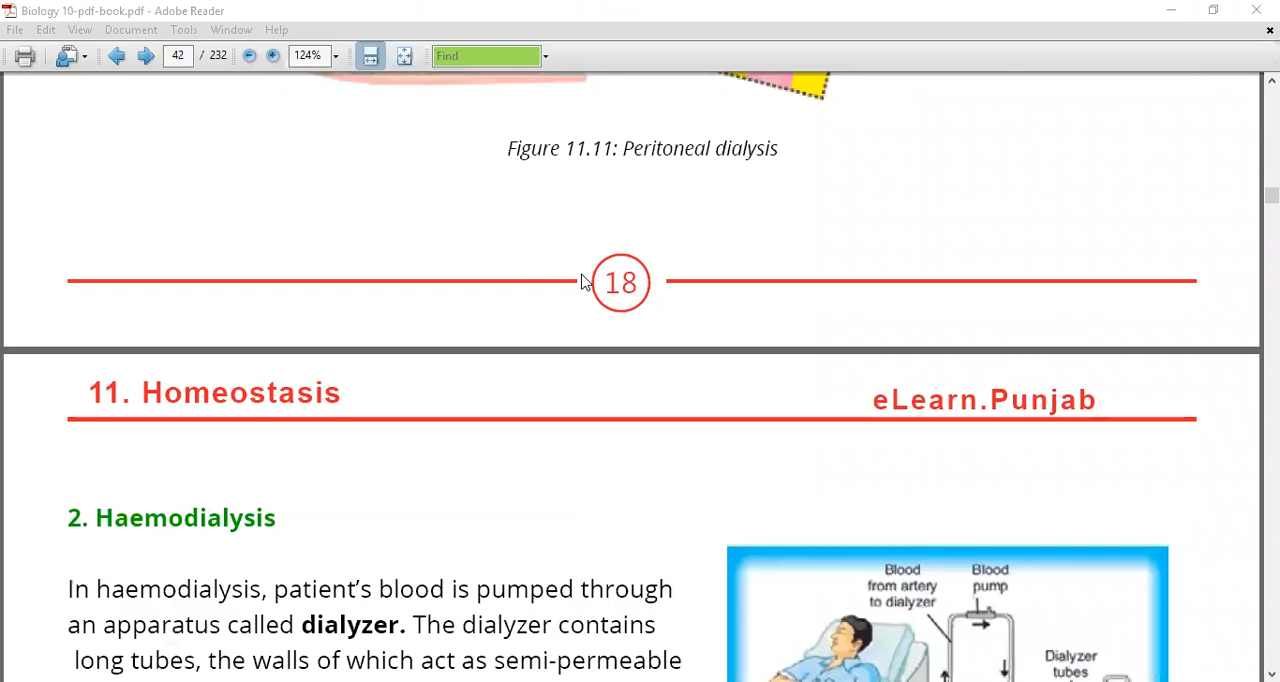 Biology 10-pdf-book.pdf - Adobe Reader
File Edit View Document Tools Window Help
42 / 232 124% Find
Figure 11.11: Peritoneal dialysis
18
11. Homeostasis
eLearn.Punjab
2. Haemodialysis
In haemodialysis, patient’s blood is pumped through
an apparatus called dialyzer. The dialyzer contains
long tubes, the walls of which act as semi-permeable
Blood
from artery
to dialyzer
Blood
pump
Dialyzer
tubes